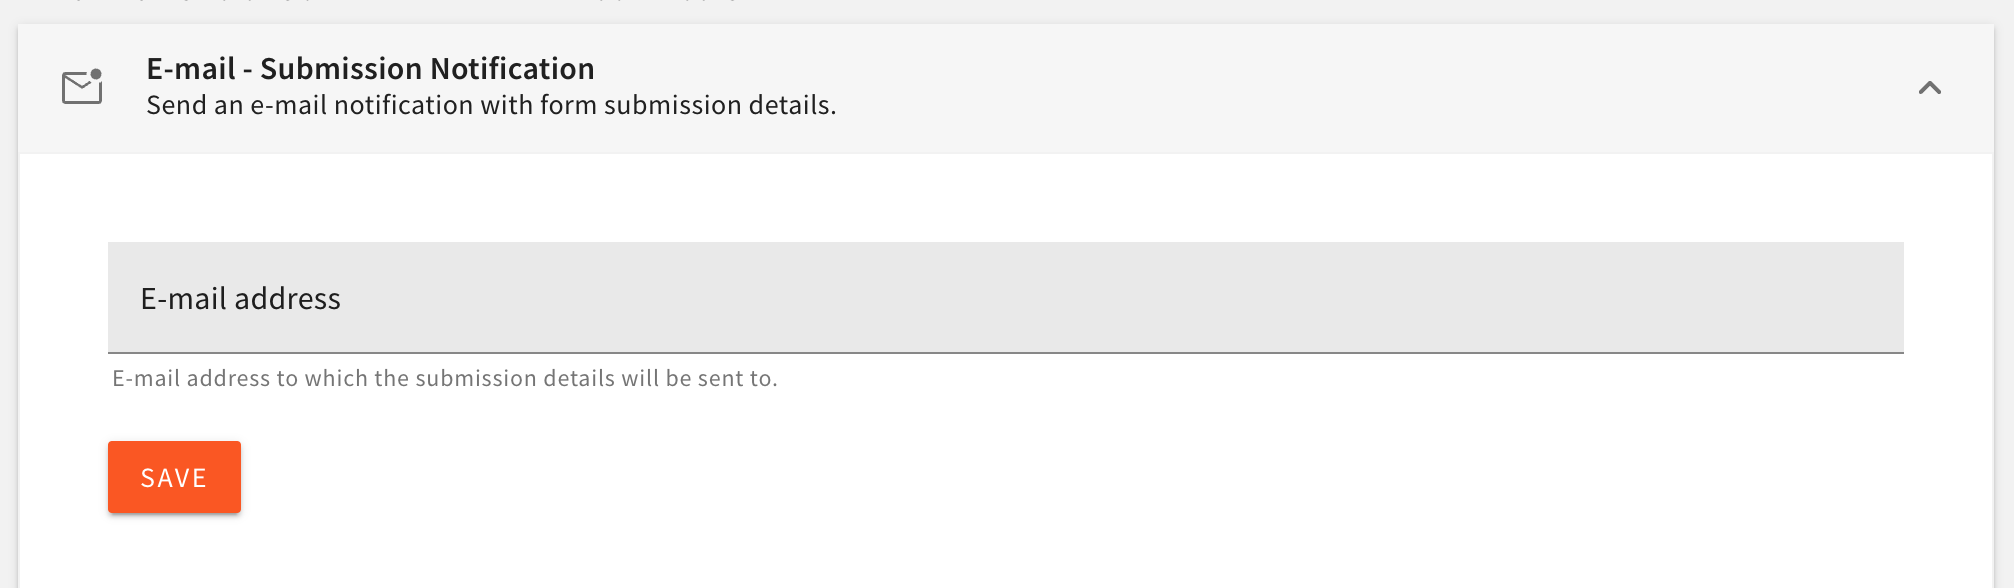 E-mail - Submission Notification
Send an e-mail notification with form submission details.
E-mail address
E-mail address to which the submission details will be sent to.
SAVE